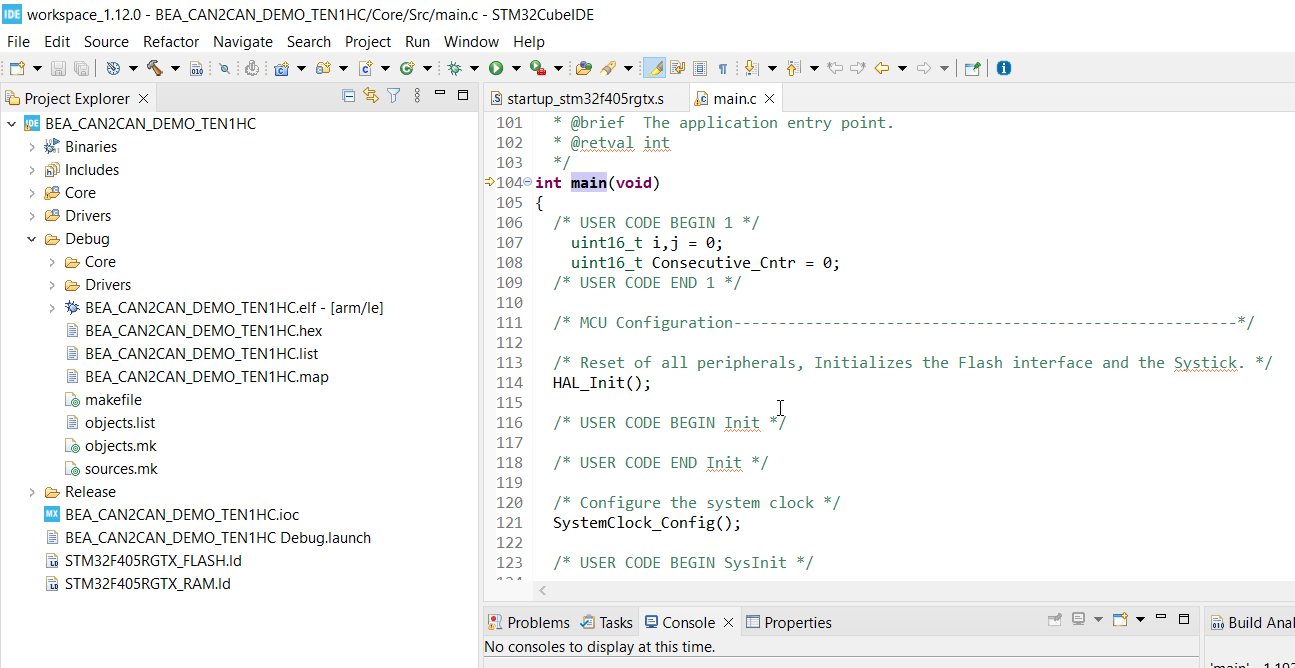 workspace_1.12.0 - BEA_CAN2CAN_DEMO_TEN1HC/Core/Src/main.c - STM32CubeIDE
File Edit Source Refactor Navigate Search Project Run Window Help
Project Explorer
BEA_CAN2CAN_DEMO_TEN1HC
Binaries
Includes
Core
Drivers
Debug
Core
Drivers
BEA_CAN2CAN_DEMO_TEN1HC.elf - [arm/le]
BEA_CAN2CAN_DEMO_TEN1HC.hex
BEA_CAN2CAN_DEMO_TEN1HC.list
BEA_CAN2CAN_DEMO_TEN1HC.map
makefile
objects.list
objects.mk
sources.mk
Release
BEA_CAN2CAN_DEMO_TEN1HC.ioc
BEA_CAN2CAN_DEMO_TEN1HC Debug.launch
STM32F405RGTX_FLASH.ld
STM32F405RGTX_RAM.ld
startup_stm32f405rgtx.s main.c
101 * @brief  The application entry point.
102 * @retval int
103 */
104 int main(void)
105 {
106 /* USER CODE BEGIN 1 */
107 uint16_t i,j = 0;
108 uint16_t Consecutive_Cntr = 0;
109 /* USER CODE END 1 */
110
111 /* MCU Configuration--------------------------------------------------------*/
112
113 /* Reset of all peripherals, Initializes the Flash interface and the Systick. */
114 HAL_Init();
115
116 /* USER CODE BEGIN Init */
117
118 /* USER CODE END Init */
119
120 /* Configure the system clock */
121 SystemClock_Config();
122
123 /* USER CODE BEGIN SysInit */
Problems Tasks Console Properties
No consoles to display at this time.
Build Anal